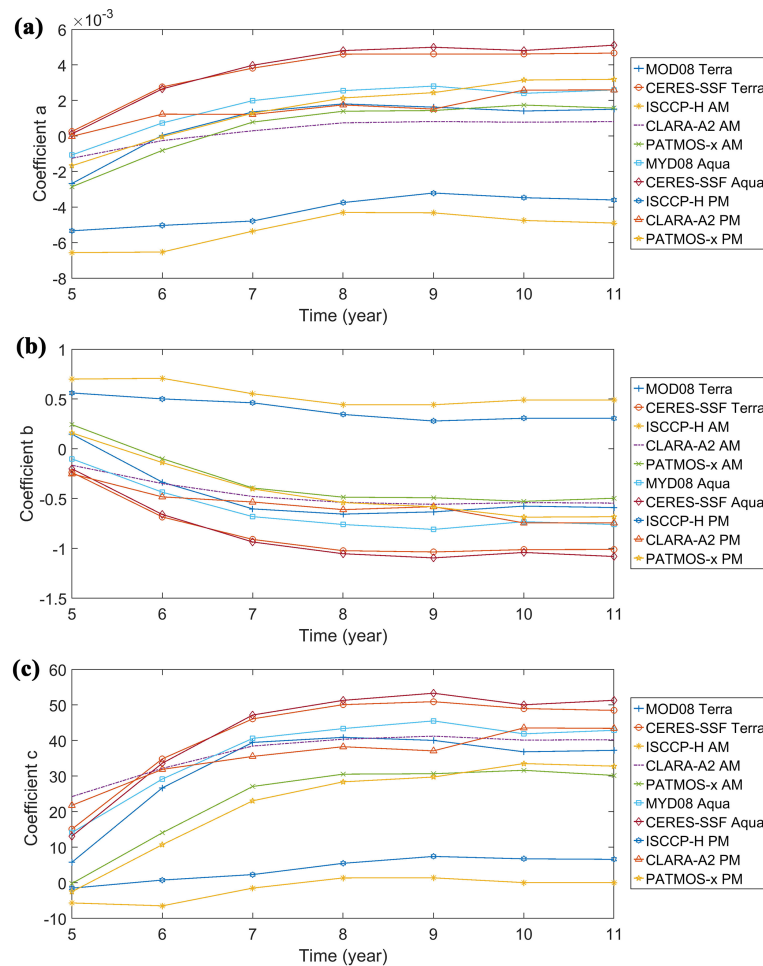 (a)
×10⁻³
6
4
2
0
-2
-4
-6
-8
Coefficient a
5 6 7 8 9 10 11
Time (year)
MOD08 Terra
CERES-SSF Terra
ISCCP-H AM
CLARA-A2 AM
PATMOS-x AM
MYD08 Aqua
CERES-SSF Aqua
ISCCP-H PM
CLARA-A2 PM
PATMOS-x PM
(b)
1
0.5
0
-0.5
-1
-1.5
Coefficient b
5 6 7 8 9 10 11
Time (year)
MOD08 Terra
CERES-SSF Terra
ISCCP-H AM
CLARA-A2 AM
PATMOS-x AM
MYD08 Aqua
CERES-SSF Aqua
ISCCP-H PM
CLARA-A2 PM
PATMOS-x PM
(c)
60
50
40
30
20
10
0
-10
Coefficient c
5 6 7 8 9 10 11
Time (year)
MOD08 Terra
CERES-SSF Terra
ISCCP-H AM
CLARA-A2 AM
PATMOS-x AM
MYD08 Aqua
CERES-SSF Aqua
ISCCP-H PM
CLARA-A2 PM
PATMOS-x PM